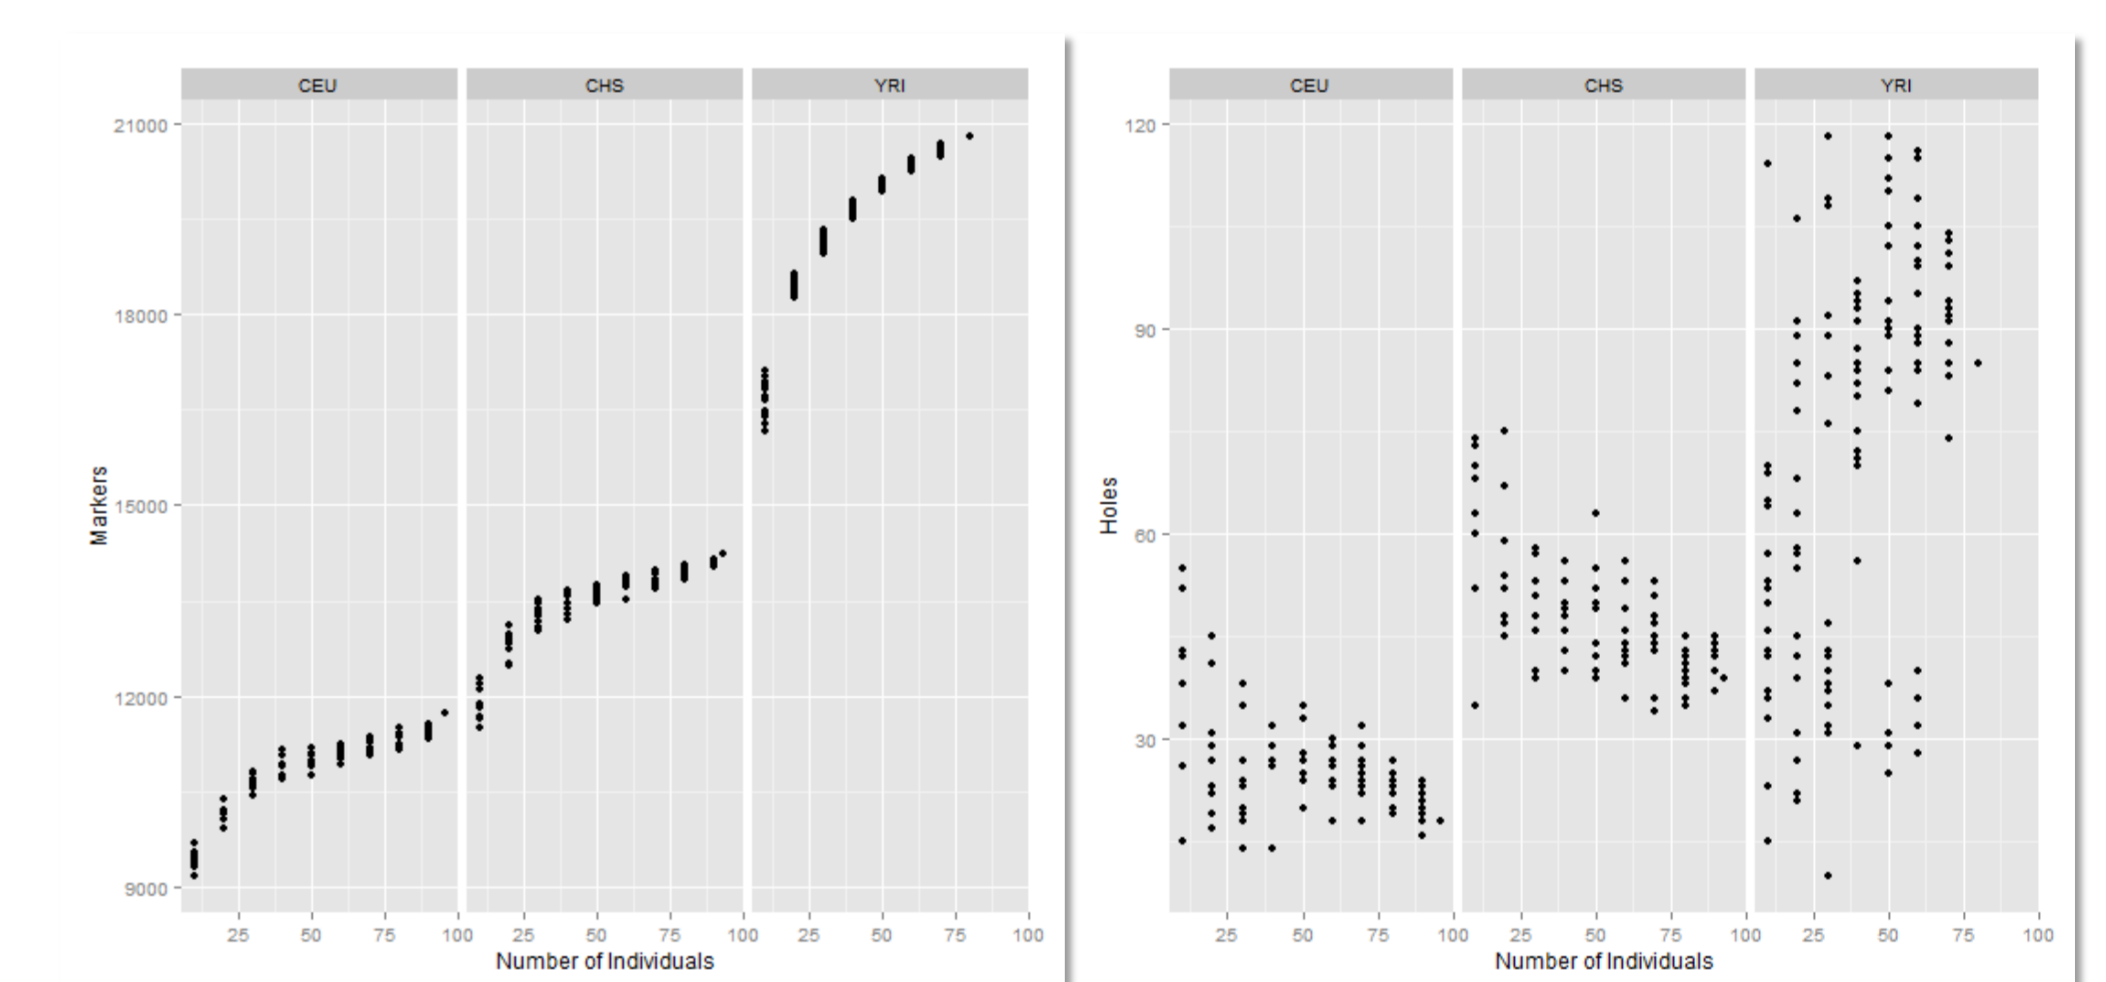 CEU CHS YRI
21000
18000
15000
12000
9000
Markers
25 50 75 100 25 50 75 100 25 50 75 100
Number of Individuals
CEU CHS YRI
120
90
60
30
Holes
25 50 75 100 25 50 75 100 25 50 75 100
Number of Individuals